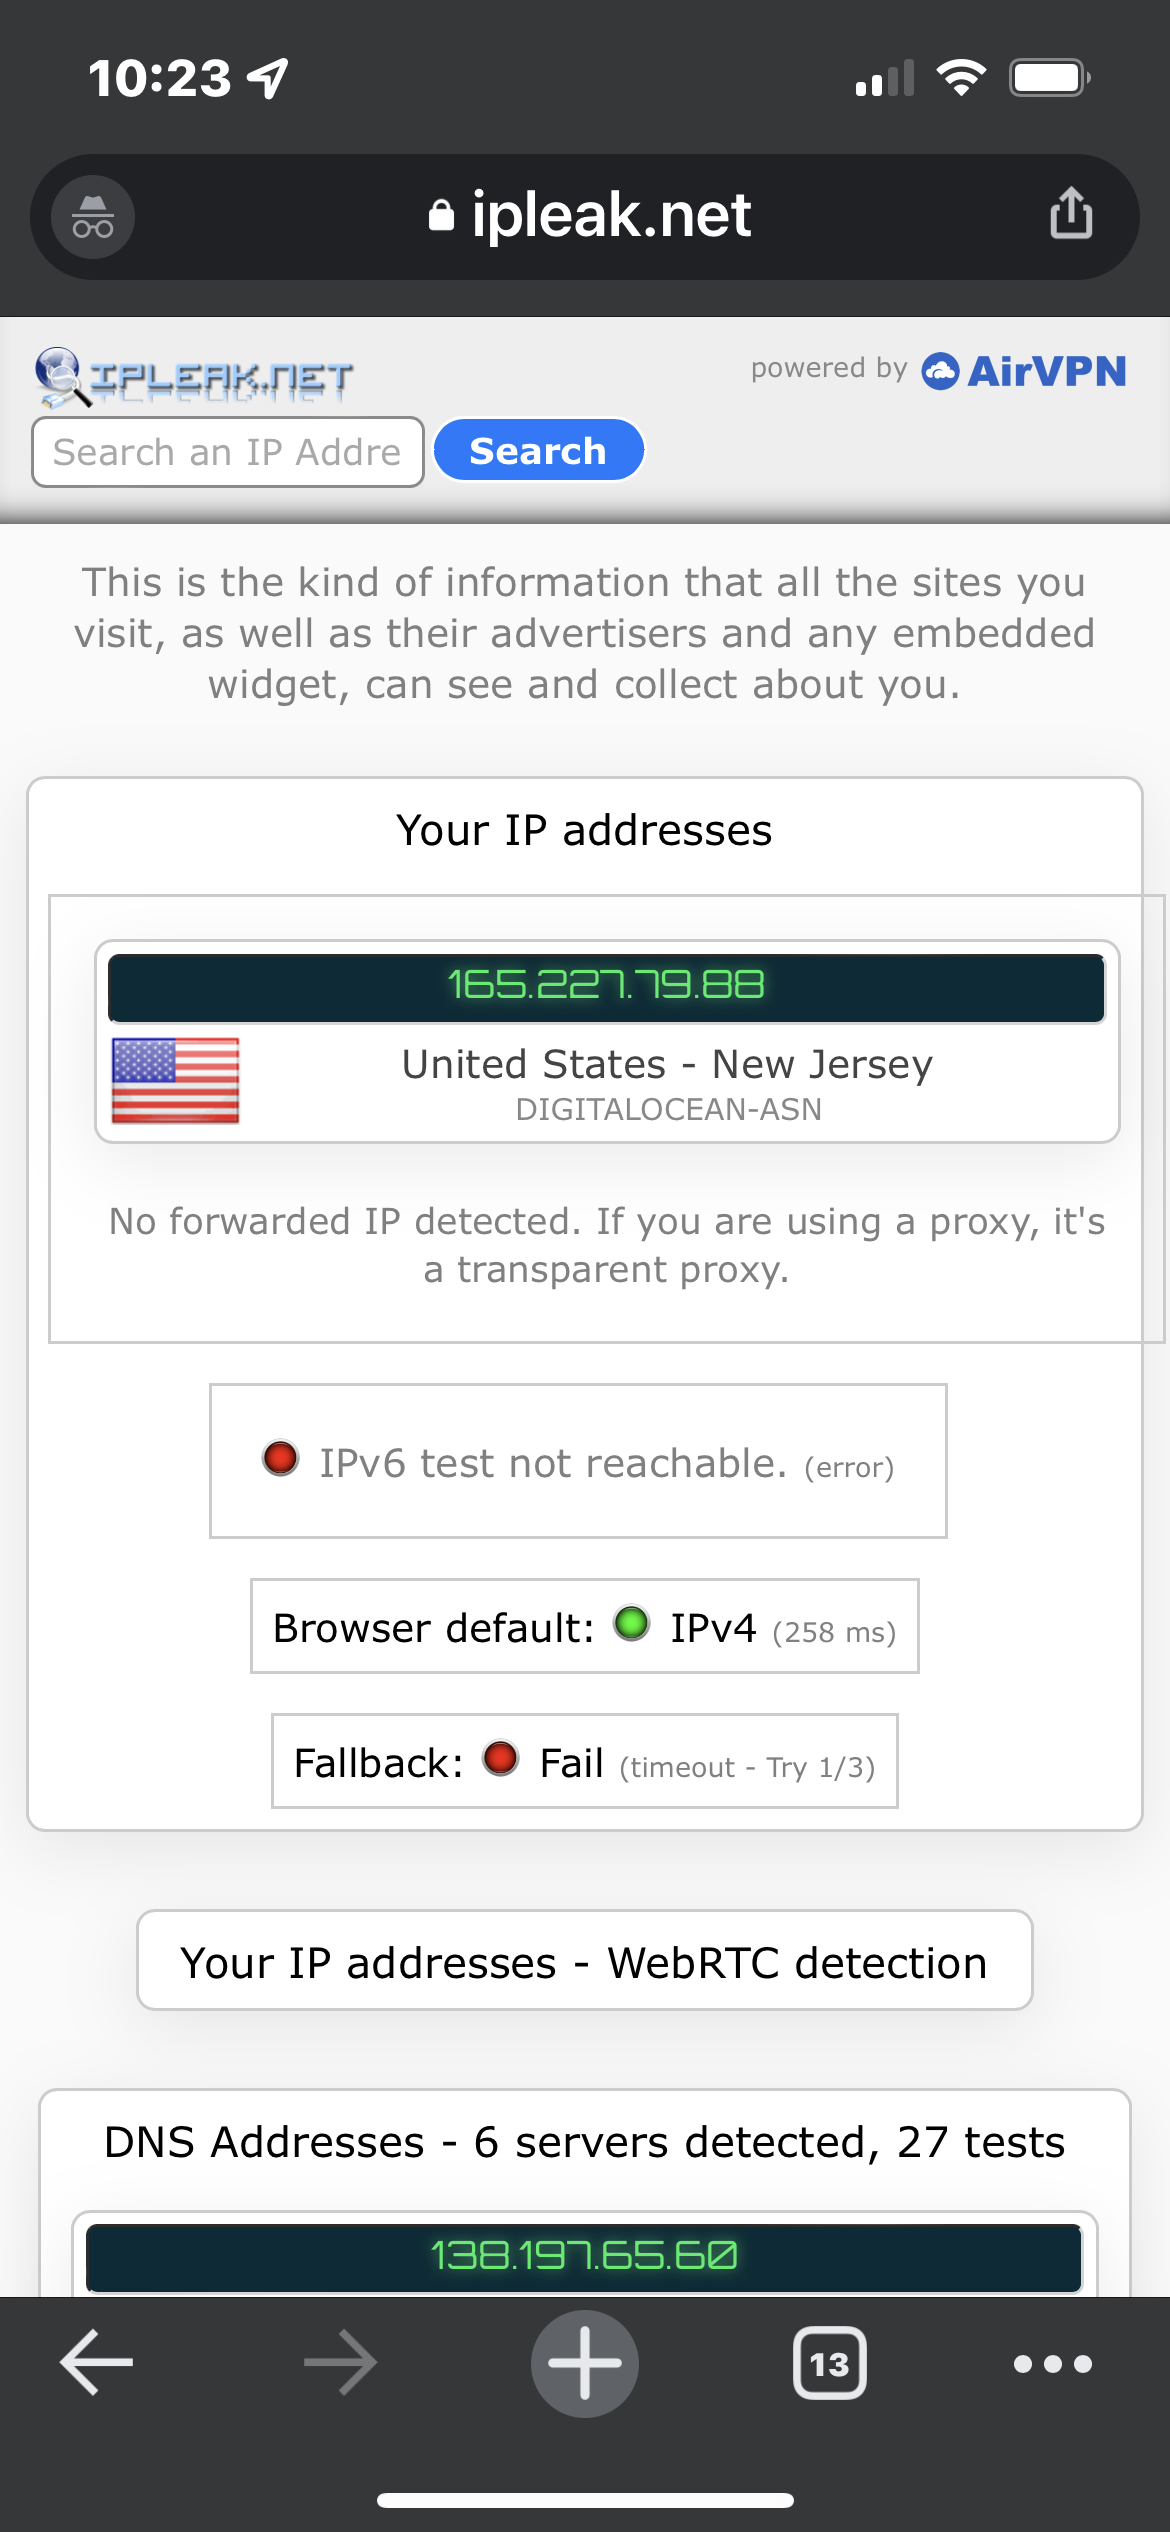 10:23
ipleak.net
IPLEAK.NET
powered by AirVPN
Search an IP Addre
Search
This is the kind of information that all the sites you
visit, as well as their advertisers and any embedded
widget, can see and collect about you.
Your IP addresses
165.227.79.88
United States - New Jersey
DIGITALOCEAN-ASN
No forwarded IP detected. If you are using a proxy, it's
a transparent proxy.
IPv6 test not reachable. (error)
Browser default: IPv4 (258 ms)
Fallback: Fail (timeout - Try 1/3)
Your IP addresses - WebRTC detection
DNS Addresses - 6 servers detected, 27 tests
138.197.65.60
13